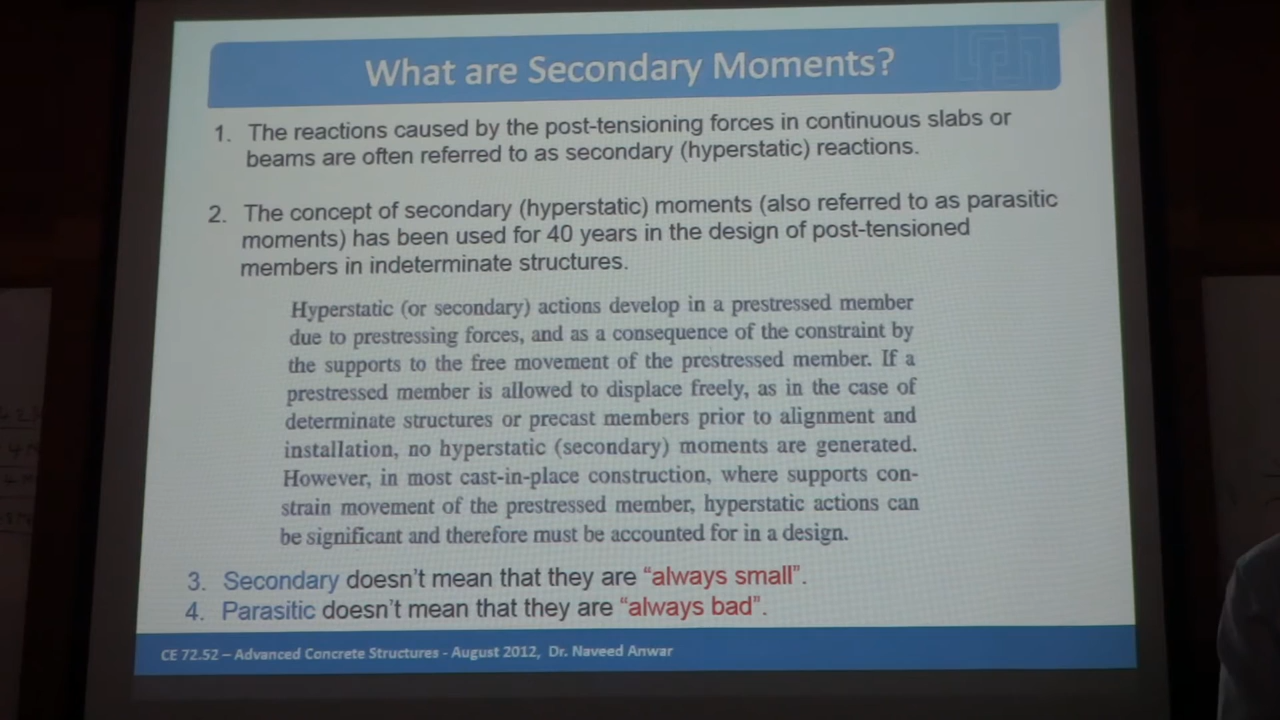 What are Secondary Moments?
1. The reactions caused by the post-tensioning forces in continuous slabs or
beams are often referred to as secondary (hyperstatic) reactions.
2. The concept of secondary (hyperstatic) moments (also referred to as parasitic
moments) has been used for 40 years in the design of post-tensioned
members in indeterminate structures.
Hyperstatic (or secondary) actions develop in a prestressed member
due to prestressing forces, and as a consequence of the constraint by
the supports to the free movement of the prestressed member. If a
prestressed member is allowed to displace freely, as in the case of
determinate structures or precast members prior to alignment and
installation, no hyperstatic (secondary) moments are generated.
However, in most cast-in-place construction, where supports con-
strain movement of the prestressed member, hyperstatic actions can
be significant and therefore must be accounted for in a design.
3. Secondary doesn't mean that they are “always small”.
4. Parasitic doesn't mean that they are “always bad”.
CE 72.52 – Advanced Concrete Structures - August 2012, Dr. Naveed Anwar